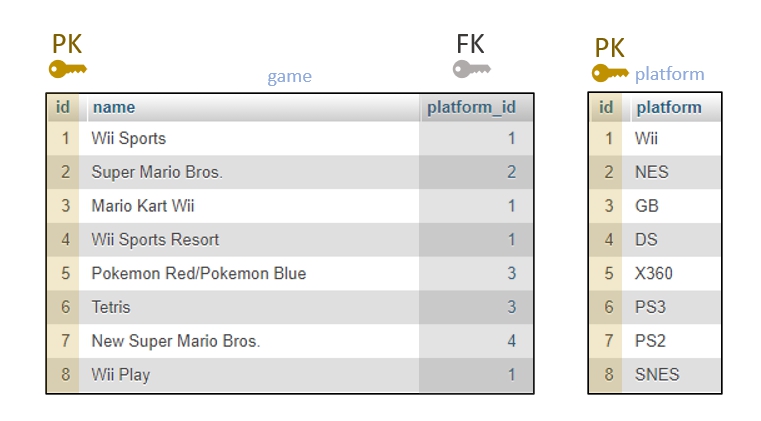 PK
FK
PK
game
platform
id name platform_id
1 Wii Sports 1
2 Super Mario Bros. 2
3 Mario Kart Wii 1
4 Wii Sports Resort 1
5 Pokemon Red/Pokemon Blue 3
6 Tetris 3
7 New Super Mario Bros. 4
8 Wii Play 1
id platform
1 Wii
2 NES
3 GB
4 DS
5 X360
6 PS3
7 PS2
8 SNES